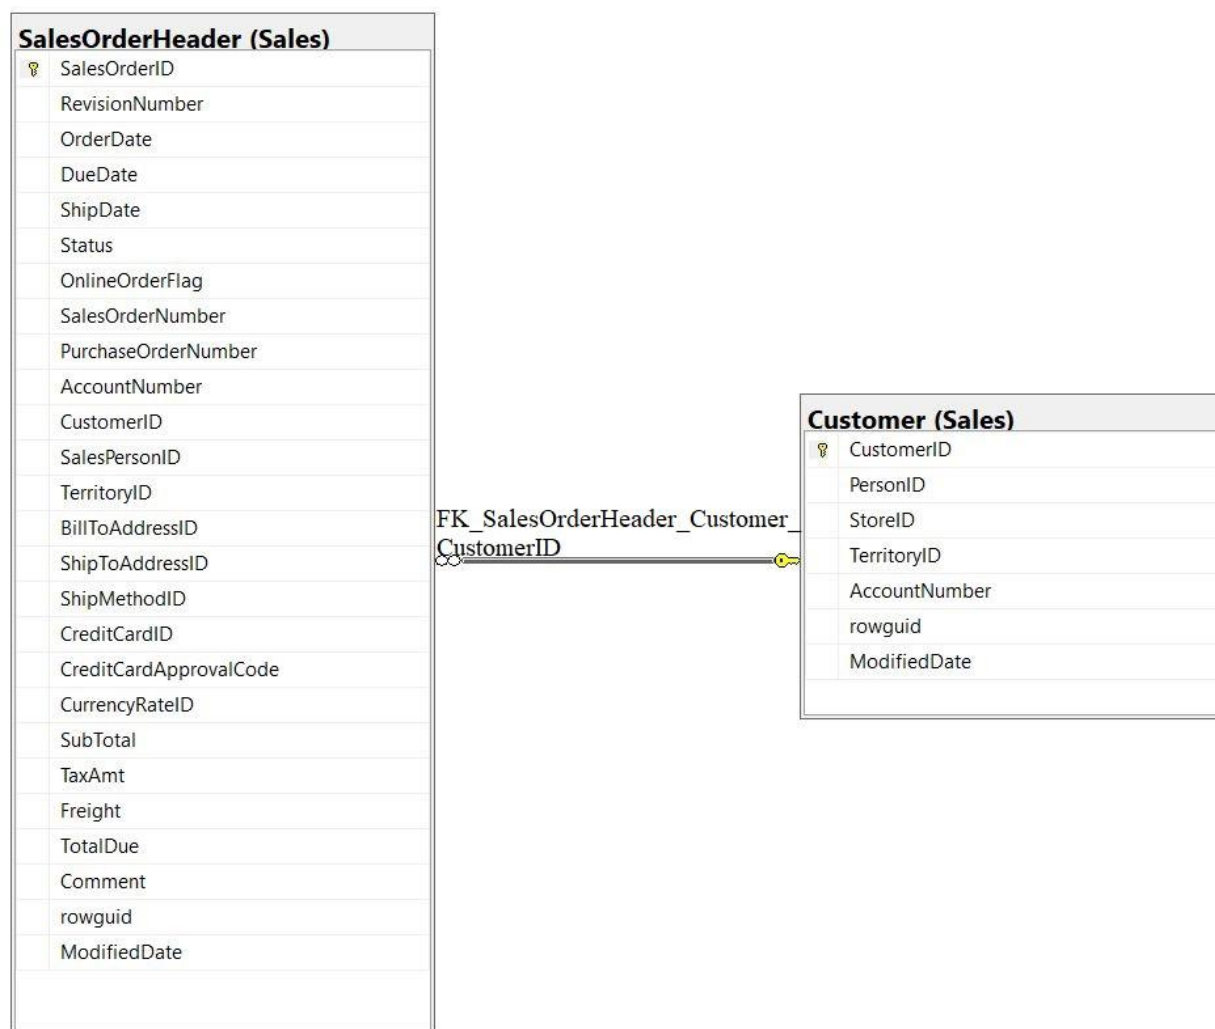 SalesOrderHeader (Sales)
SalesOrderID
RevisionNumber
OrderDate
DueDate
ShipDate
Status
OnlineOrderFlag
SalesOrderNumber
PurchaseOrderNumber
AccountNumber
CustomerID
SalesPersonID
TerritoryID
BillToAddressID
ShipToAddressID
ShipMethodID
CreditCardID
CreditCardApprovalCode
CurrencyRateID
SubTotal
TaxAmt
Freight
TotalDue
Comment
rowguid
ModifiedDate
FK_SalesOrderHeader_Customer_
CustomerID
Customer (Sales)
CustomerID
PersonID
StoreID
TerritoryID
AccountNumber
rowguid
ModifiedDate